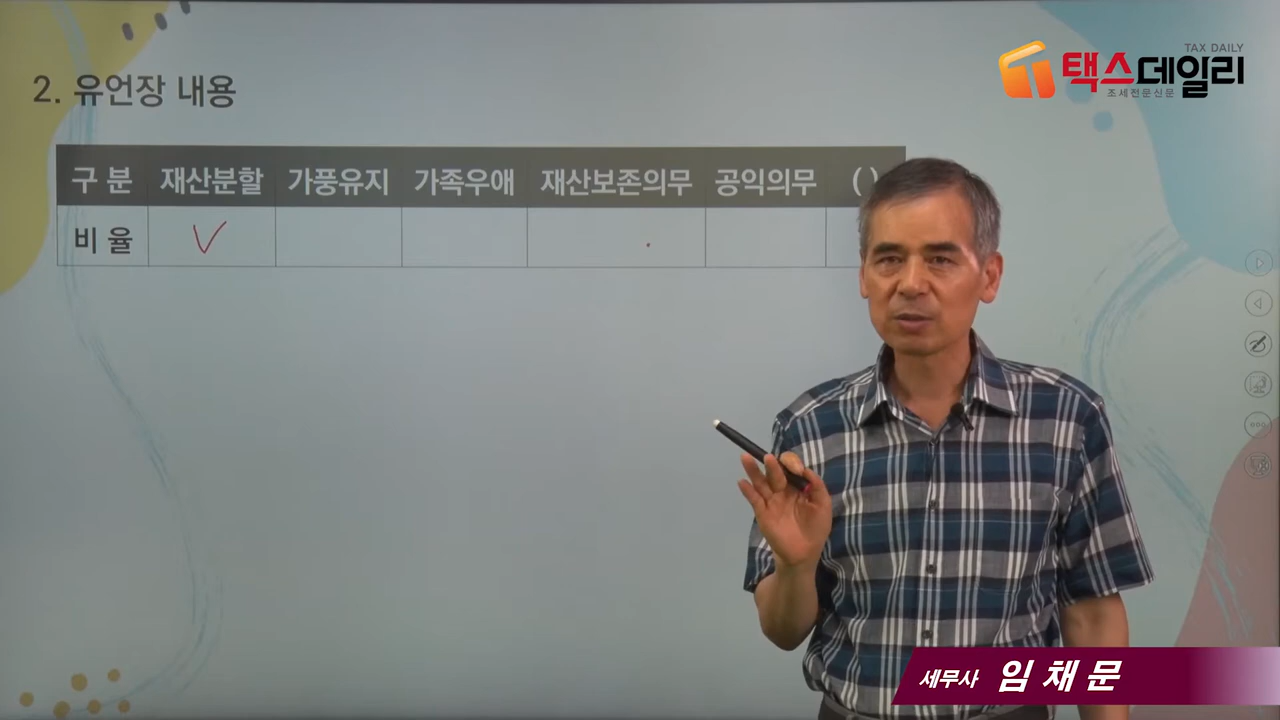 2. 유언장 내용
TAX DAILY
택스데일리
조세전문신문
구 분 재산분할 가풍유지 가족우애 재산보존의무 공익의무 ( )
비 율
세무사 임 채 문